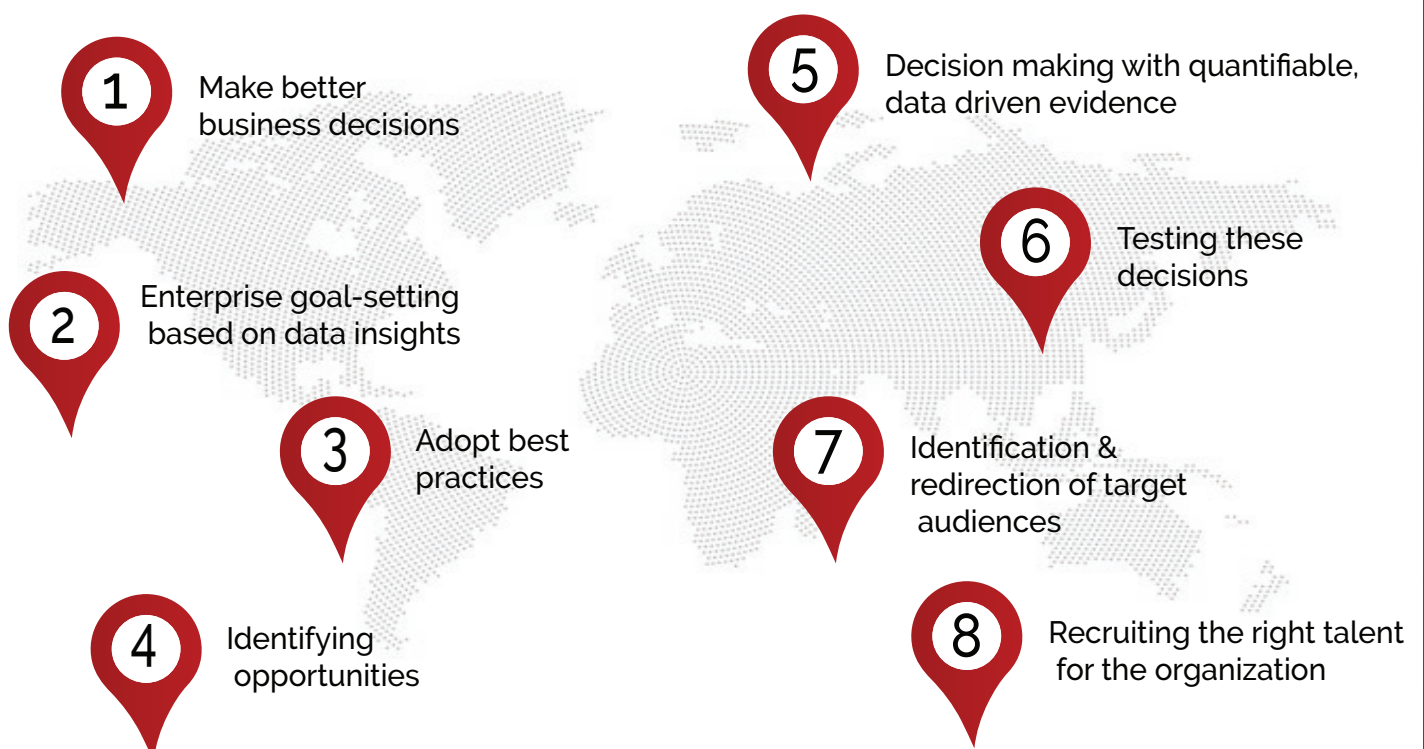 1
Make better
business decisions
2
Enterprise goal-setting
based on data insights
3
Adopt best
practices
4
Identifying
opportunities
5
Decision making with quantifiable,
data driven evidence
6
Testing these
decisions
7
Identification &
redirection of target
audiences
8
Recruiting the right talent
for the organization